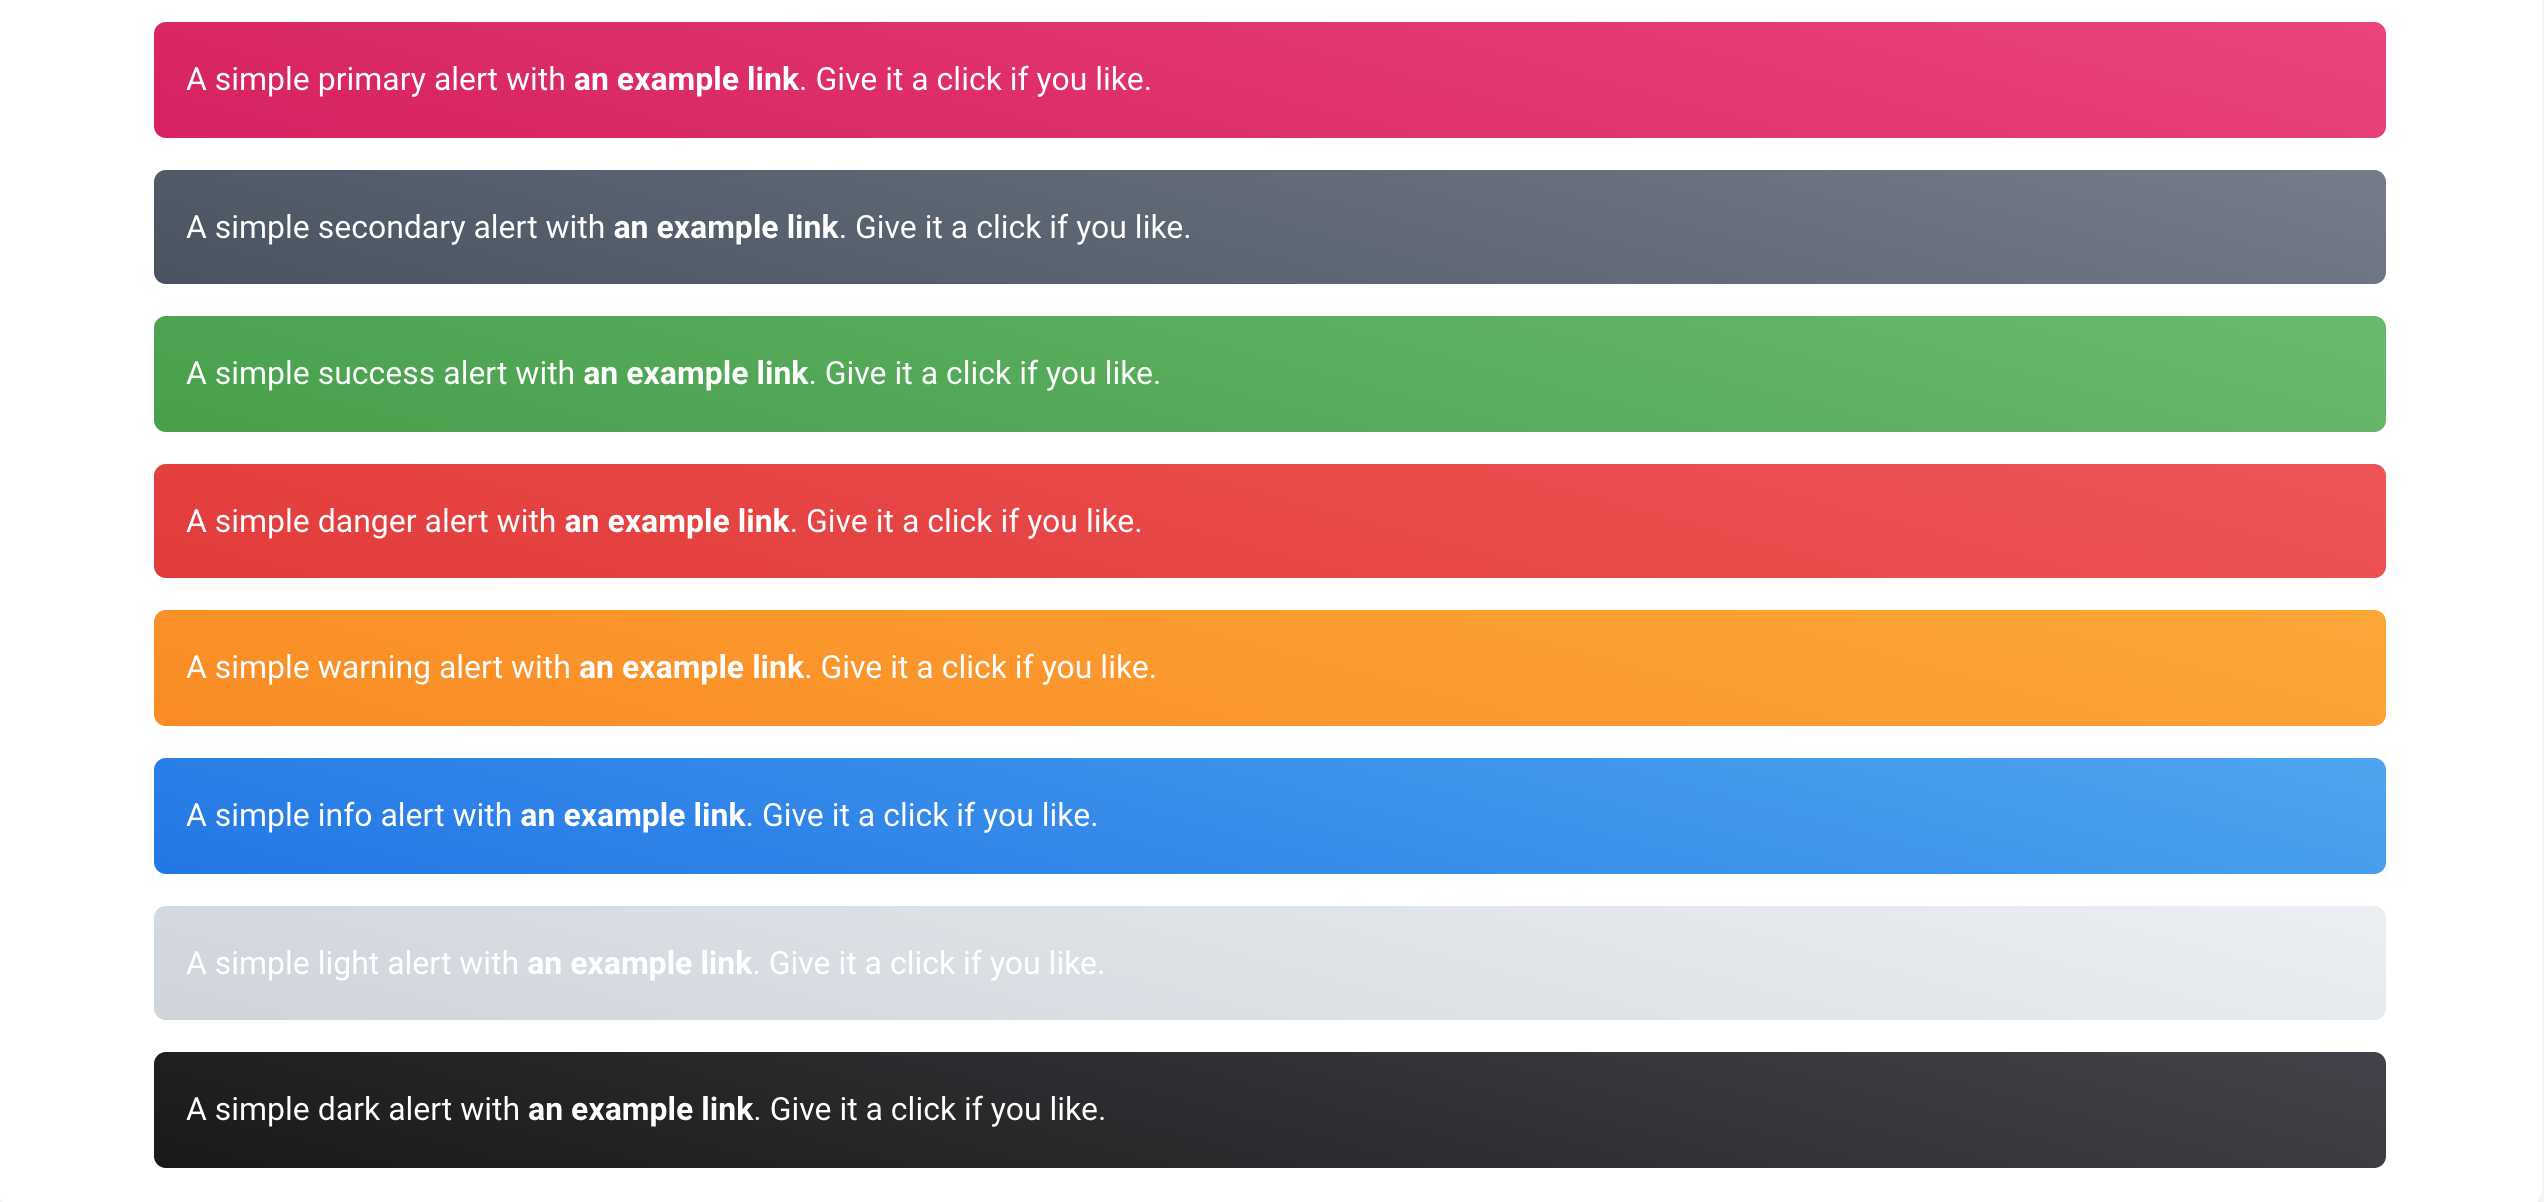 A simple primary alert with an example link. Give it a click if you like.
A simple secondary alert with an example link. Give it a click if you like.
A simple success alert with an example link. Give it a click if you like.
A simple danger alert with an example link. Give it a click if you like.
A simple warning alert with an example link. Give it a click if you like.
A simple info alert with an example link. Give it a click if you like.
A simple light alert with an example link. Give it a click if you like.
A simple dark alert with an example link. Give it a click if you like.